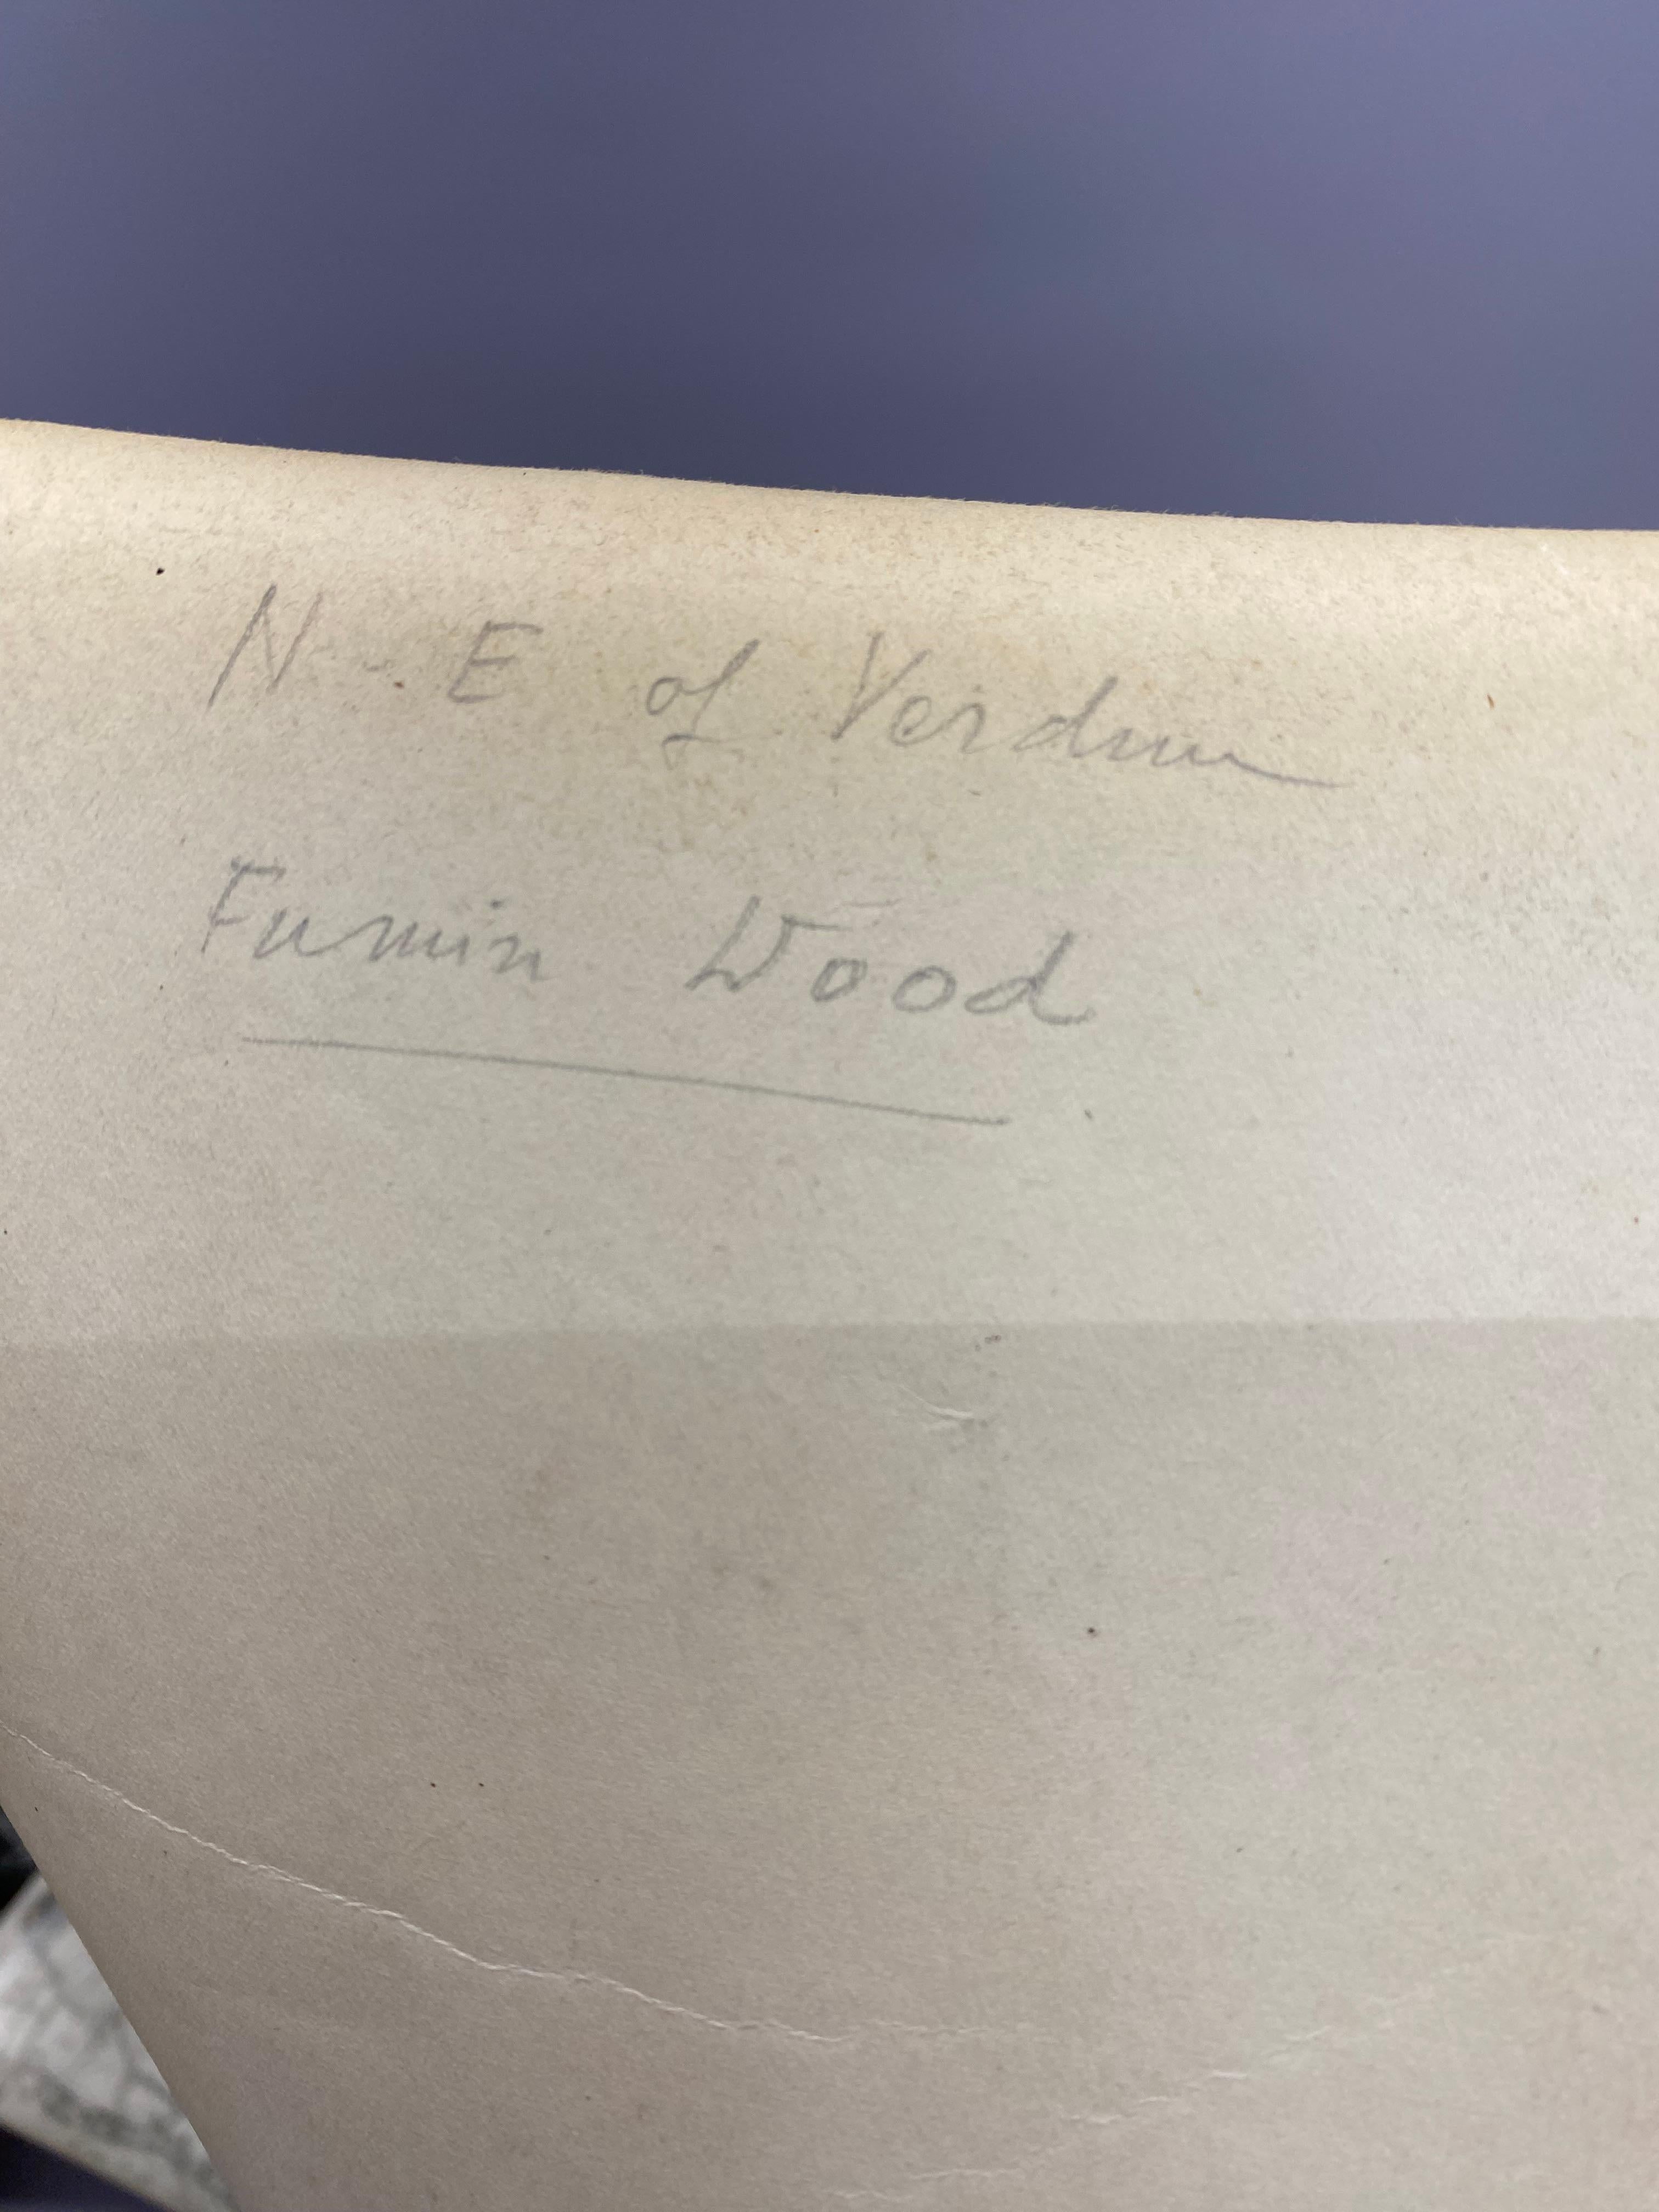 N-E of Verdun
Fumin Wood